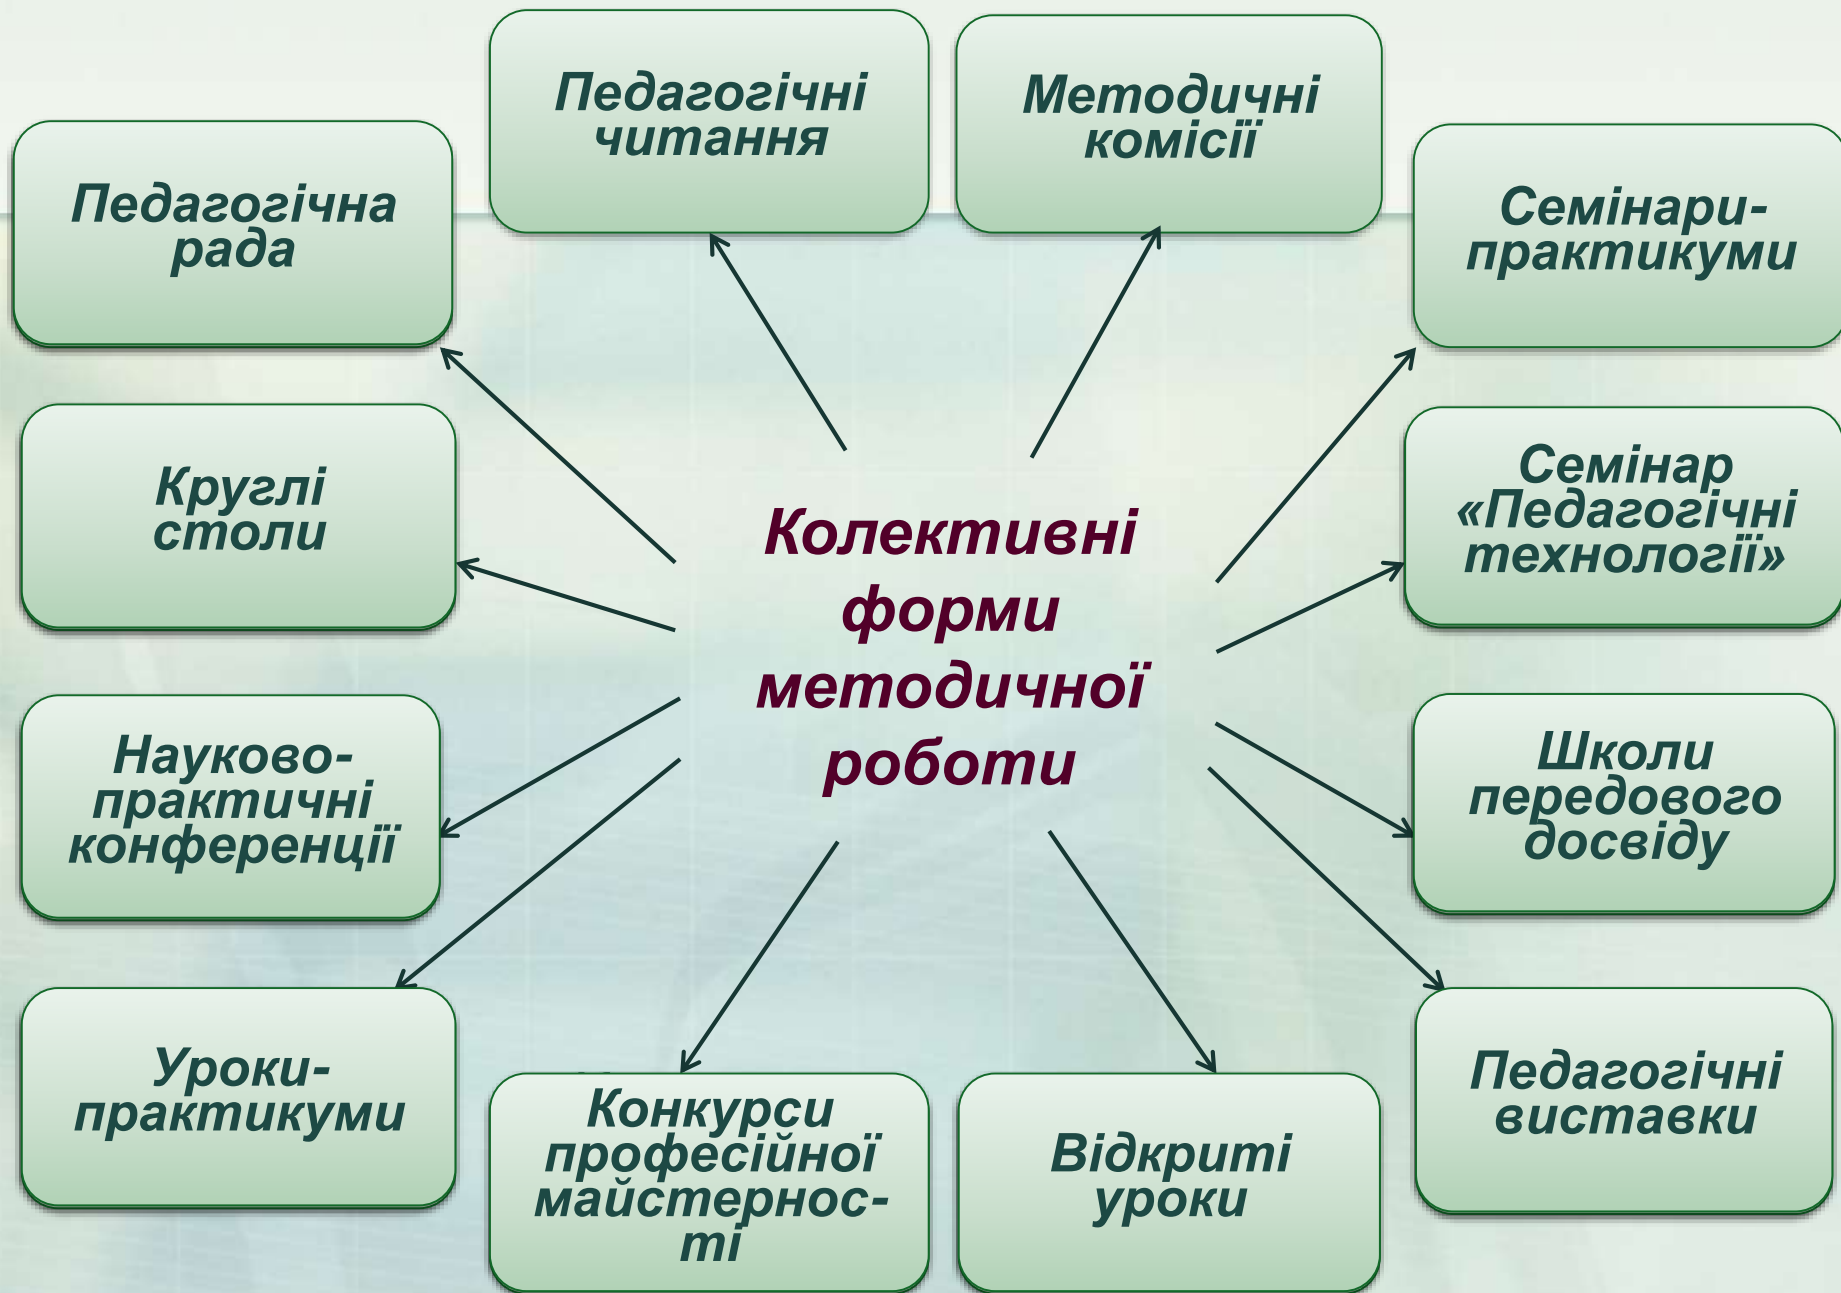 Педагогічні
читання
Методичні
комісії
Педагогічна
рада
Семінари-
практикуми
Круглі
столи
Семінар
«Педагогічні
технології»
Колективні
форми
методичної
роботи
Науково-
практичні
конференції
Школи
передового
досвіду
Уроки-
практикуми
Конкурси
професійної
майстернос-
ті
Відкриті
уроки
Педагогічні
виставки